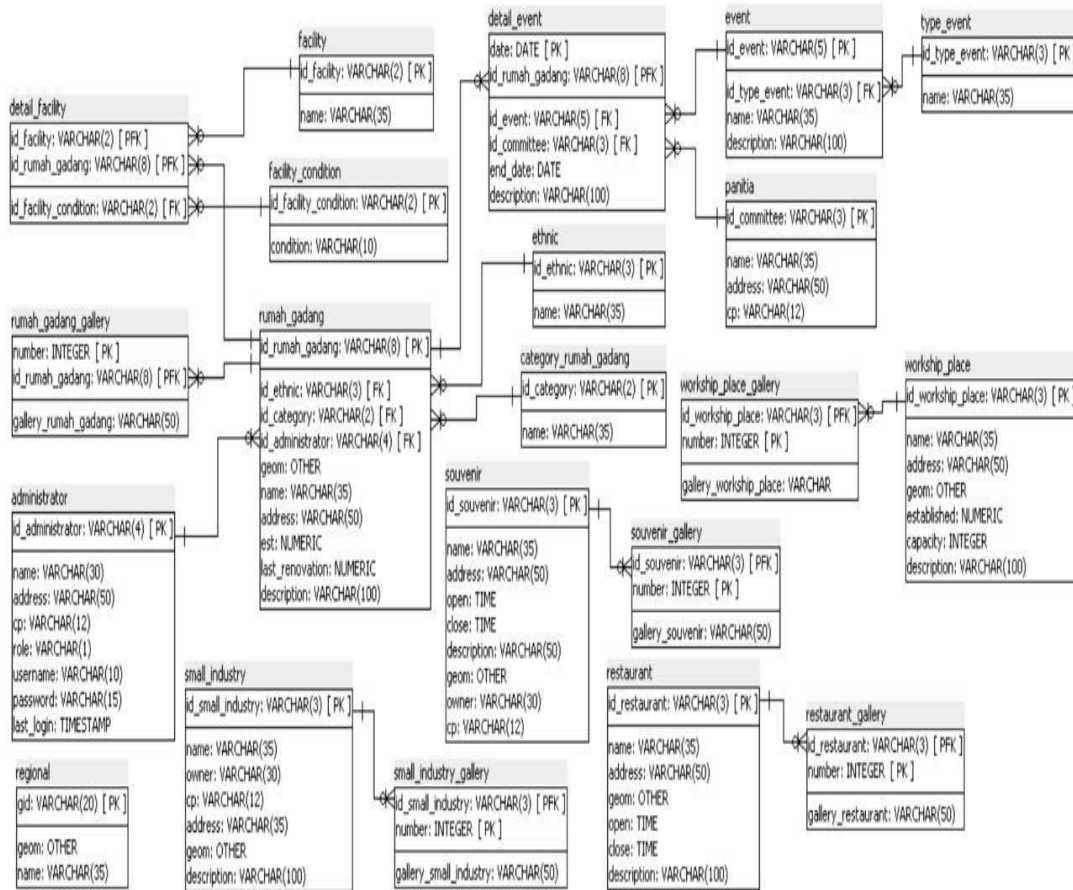 facility
id_facility: VARCHAR(2) [ PK ]
name: VARCHAR(35)
detail_event
date: DATE [ PK ]
id_rumah_gadang: VARCHAR(8) [ PFK ]
id_event: VARCHAR(5) [ FK ]
id_committee: VARCHAR(3) [ FK ]
end_date: DATE
description: VARCHAR(100)
event
id_event: VARCHAR(5) [ PK ]
id_type_event: VARCHAR(3) [ FK ]
name: VARCHAR(35)
description: VARCHAR(100)
type_event
id_type_event: VARCHAR(3) [ PK ]
name: VARCHAR(35)
detail_facility
id_facility: VARCHAR(2) [ PFK ]
id_rumah_gadang: VARCHAR(8) [ PFK ]
id_facility_condition: VARCHAR(2) [ FK ]
facility_condition
id_facility_condition: VARCHAR(2) [ PK ]
condition: VARCHAR(10)
panitia
id_committee: VARCHAR(3) [ PK ]
name: VARCHAR(35)
address: VARCHAR(50)
cp: VARCHAR(12)
ethnic
id_ethnic: VARCHAR(3) [ PK ]
name: VARCHAR(35)
rumah_gadang_gallery
number: INTEGER [ PK ]
id_rumah_gadang: VARCHAR(8) [ PFK ]
gallery_rumah_gadang: VARCHAR(50)
rumah_gadang
id_rumah_gadang: VARCHAR(8) [ PK ]
id_ethnic: VARCHAR(3) [ FK ]
id_category: VARCHAR(2) [ FK ]
id_administrator: VARCHAR(4) [ FK ]
geom: OTHER
name: VARCHAR(35)
address: VARCHAR(50)
est: NUMERIC
last_renovation: NUMERIC
description: VARCHAR(100)
category_rumah_gadang
id_category: VARCHAR(2) [ PK ]
name: VARCHAR(35)
workship_place_gallery
id_workship_place: VARCHAR(3) [ PFK ]
number: INTEGER [ PK ]
gallery_workship_place: VARCHAR
workship_place
id_workship_place: VARCHAR(3) [ PK ]
name: VARCHAR(35)
address: VARCHAR(50)
geom: OTHER
established: NUMERIC
capacity: INTEGER
description: VARCHAR(100)
administrator
id_administrator: VARCHAR(4) [ PK ]
name: VARCHAR(30)
address: VARCHAR(50)
cp: VARCHAR(12)
role: VARCHAR(1)
username: VARCHAR(10)
password: VARCHAR(15)
last_login: TIMESTAMP
souvenir
id_souvenir: VARCHAR(3) [ PK ]
name: VARCHAR(35)
address: VARCHAR(50)
open: TIME
close: TIME
description: VARCHAR(50)
geom: OTHER
owner: VARCHAR(30)
cp: VARCHAR(12)
souvenir_gallery
id_souvenir: VARCHAR(3) [ PFK ]
number: INTEGER [ PK ]
gallery_souvenir: VARCHAR(50)
small_industry
id_small_industry: VARCHAR(3) [ PK ]
name: VARCHAR(35)
owner: VARCHAR(30)
cp: VARCHAR(12)
address: VARCHAR(35)
geom: OTHER
description: VARCHAR(100)
restaurant
id_restaurant: VARCHAR(3) [ PK ]
name: VARCHAR(35)
address: VARCHAR(50)
geom: OTHER
open: TIME
close: TIME
description: VARCHAR(100)
restaurant_gallery
id_restaurant: VARCHAR(3) [ PFK ]
number: INTEGER [ PK ]
gallery_restaurant: VARCHAR(50)
regional
gid: VARCHAR(20) [ PK ]
geom: OTHER
name: VARCHAR(35)
small_industry_gallery
id_small_industry: VARCHAR(3) [ PFK ]
number: INTEGER [ PK ]
gallery_small_industry: VARCHAR(50)